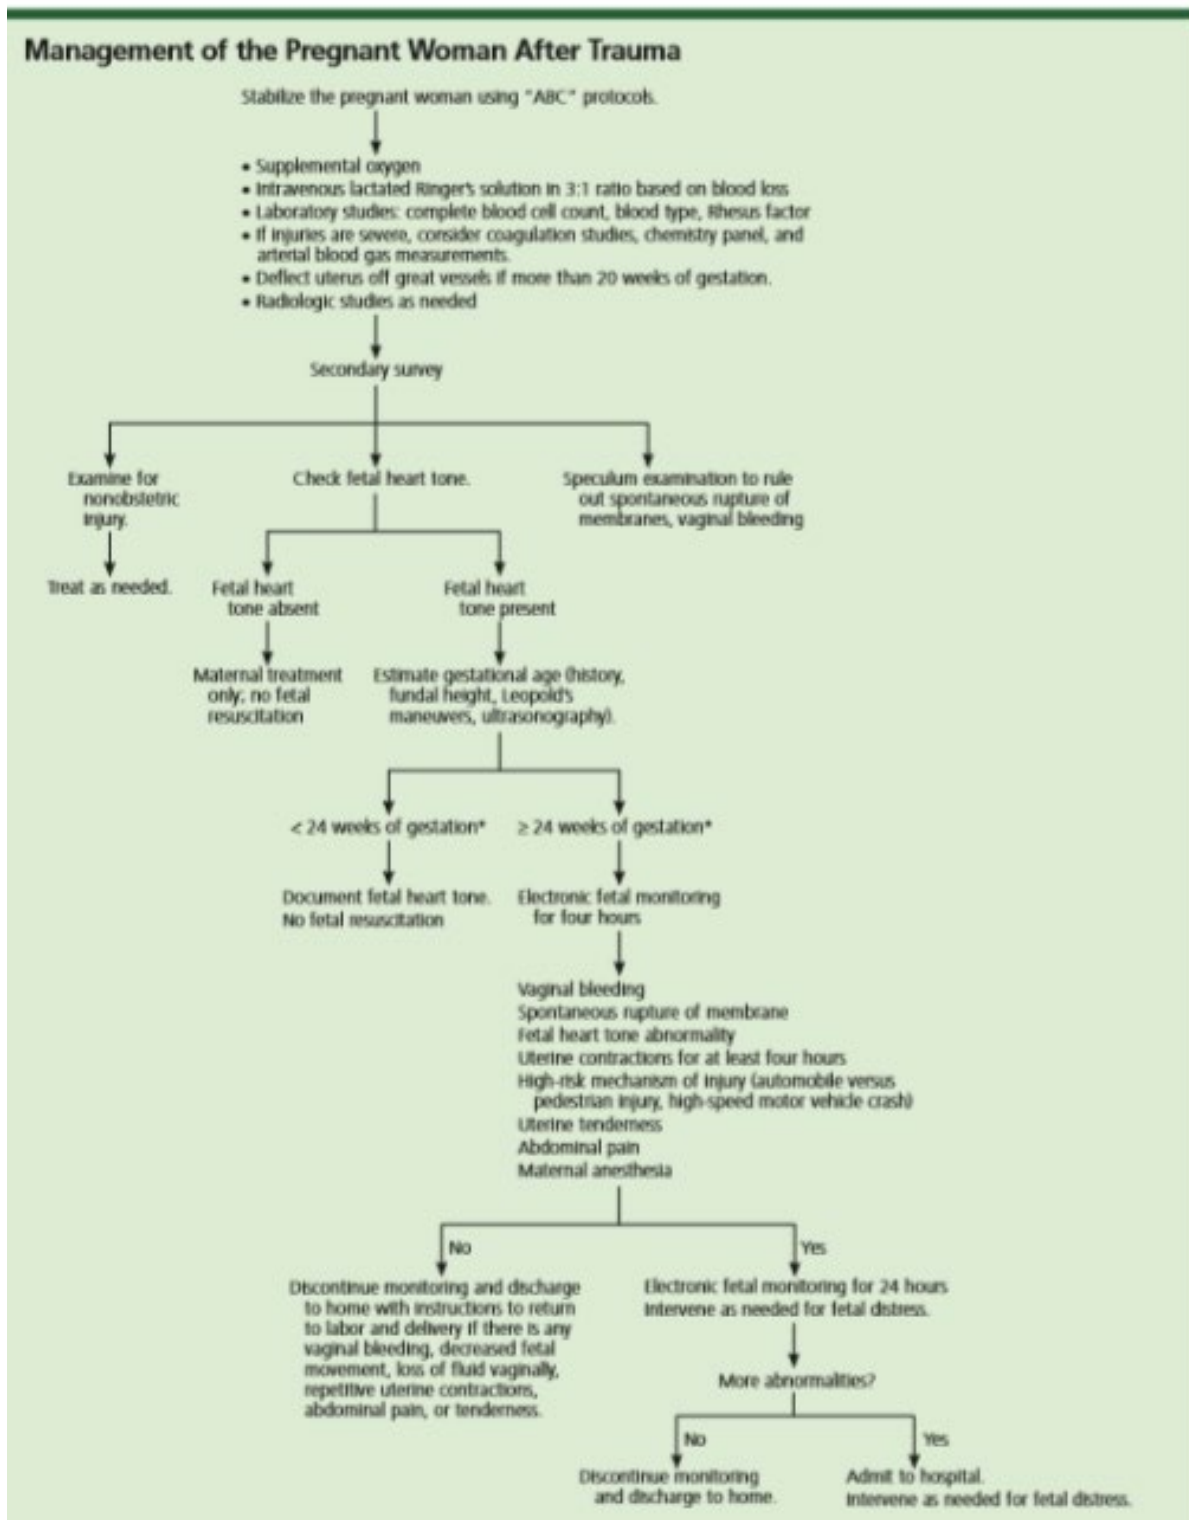 Management of the Pregnant Woman After Trauma
Stabilize the pregnant woman using "ABC" protocols.
• Supplemental oxygen
• Intravenous lactated Ringer's solution in 3:1 ratio based on blood loss
• Laboratory studies: complete blood cell count, blood type, Rhesus factor
• If injuries are severe, consider coagulation studies, chemistry panel, and
arterial blood gas measurements.
• Deflect uterus off great vessels if more than 20 weeks of gestation.
• Radiologic studies as needed
Secondary survey
Examine for
nonobstetric
injury.
Treat as needed.
Check fetal heart tone.
Speculum examination to rule
out spontaneous rupture of
membranes, vaginal bleeding
Fetal heart
tone absent
Maternal treatment
only; no fetal
resuscitation
Fetal heart
tone present
Estimate gestational age (history,
fundal height, Leopold's
maneuvers, ultrasonography).
< 24 weeks of gestation*
Document fetal heart tone.
No fetal resuscitation
≥ 24 weeks of gestation*
Electronic fetal monitoring
for four hours
Vaginal bleeding
Spontaneous rupture of membrane
Fetal heart tone abnormality
Uterine contractions for at least four hours
High-risk mechanism of injury (automobile versus
pedestrian injury, high-speed motor vehicle crash)
Uterine tenderness
Abdominal pain
Maternal anesthesia
No
Discontinue monitoring and discharge
to home with instructions to return
to labor and delivery if there is any
vaginal bleeding, decreased fetal
movement, loss of fluid vaginally,
repetitive uterine contractions,
abdominal pain, or tenderness.
Yes
Electronic fetal monitoring for 24 hours
Intervene as needed for fetal distress.
More abnormalities?
No
Discontinue monitoring
and discharge to home.
Yes
Admit to hospital.
Intervene as needed for fetal distress.